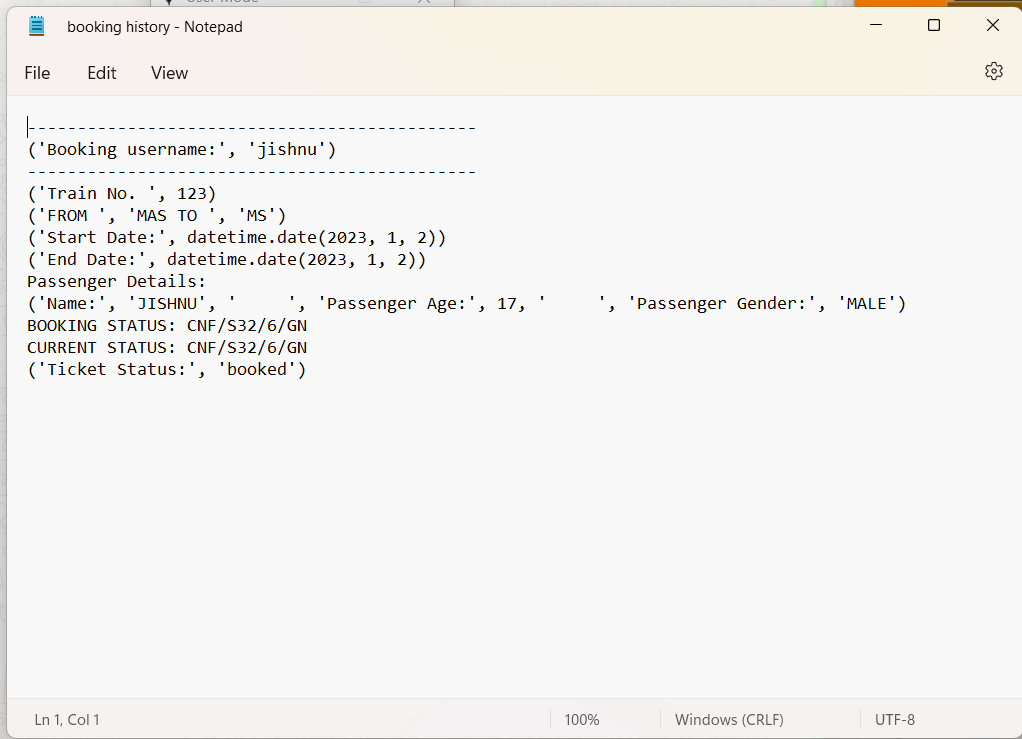 User Mode
booking history - Notepad
File Edit View
---------------------------------------------
('Booking username:', 'jishnu')
---------------------------------------------
('Train No. ', 123)
('FROM ', 'MAS TO ', 'MS')
('Start Date:', datetime.date(2023, 1, 2))
('End Date:', datetime.date(2023, 1, 2))
Passenger Details:
('Name:', 'JISHNU', '     ', 'Passenger Age:', 17, '     ', 'Passenger Gender:', 'MALE')
BOOKING STATUS: CNF/S32/6/GN
CURRENT STATUS: CNF/S32/6/GN
('Ticket Status:', 'booked')
Ln 1, Col 1 100% Windows (CRLF) UTF-8